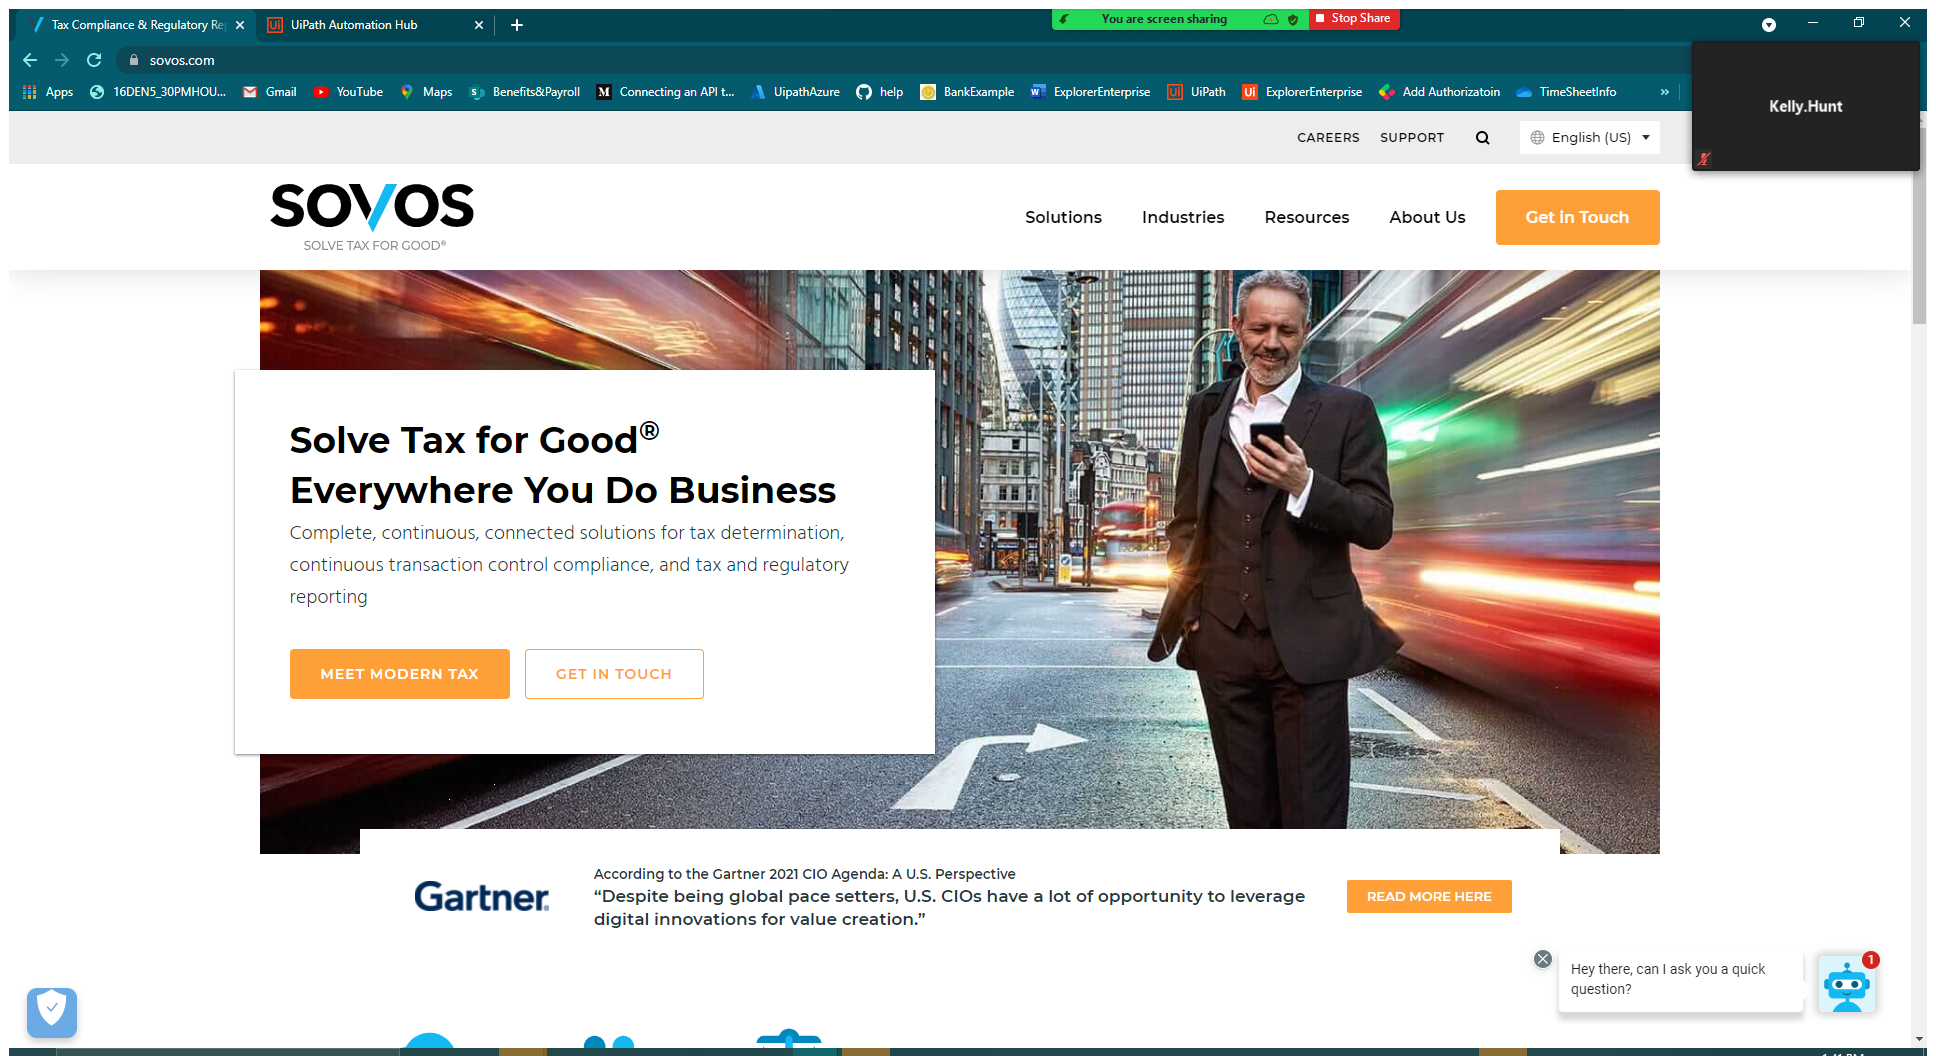 Tax Compliance & Regulatory Re
UiPath Automation Hub
You are screen sharing
Stop Share
sovos.com
Apps
16DEN5_30PMHOU...
Gmail
YouTube
Maps
Benefits&Payroll
Connecting an API t...
UipathAzure
help
BankExample
ExplorerEnterprise
UiPath
ExplorerEnterprise
Add Authorizatoin
TimeSheetInfo
»
Kelly.Hunt
CAREERS
SUPPORT
English (US)
SOVOS
SOLVE TAX FOR GOOD®
Solutions
Industries
Resources
About Us
Get in Touch
Solve Tax for Good®
Everywhere You Do Business
Complete, continuous, connected solutions for tax determination,
continuous transaction control compliance, and tax and regulatory
reporting
MEET MODERN TAX
GET IN TOUCH
Gartner
According to the Gartner 2021 CIO Agenda: A U.S. Perspective
“Despite being global pace setters, U.S. CIOs have a lot of opportunity to leverage
digital innovations for value creation.”
READ MORE HERE
Hey there, can I ask you a quick
question?
1